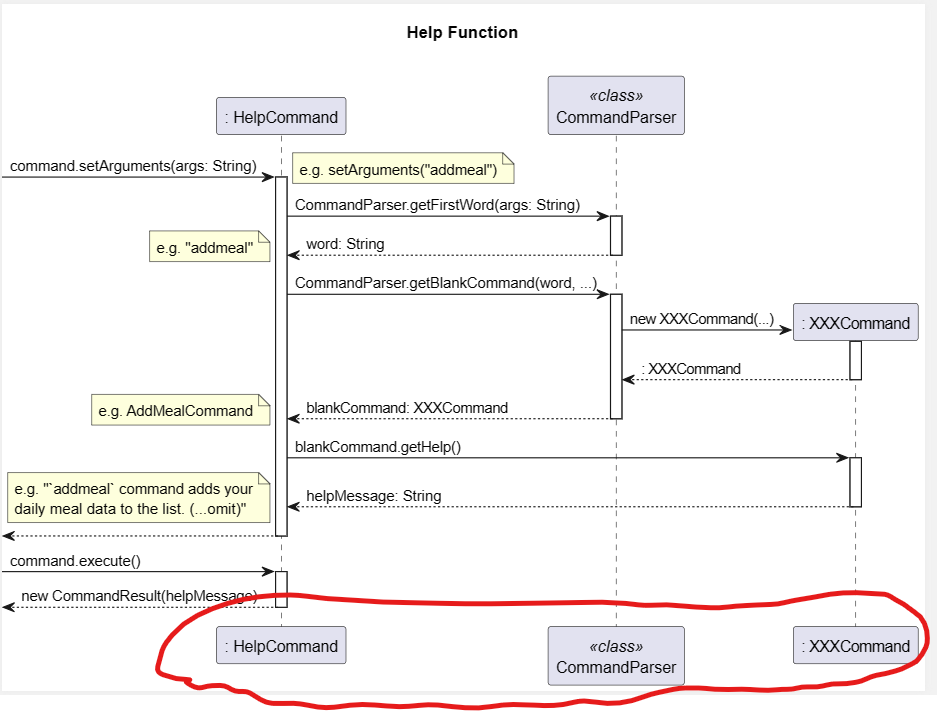 Help Function
«class»
: HelpCommand
CommandParser
command.setArguments(args: String)
e.g. setArguments("addmeal")
CommandParser.getFirstWord(args: String)
e.g. "addmeal"
word: String
CommandParser.getBlankCommand(word, ...)
new XXXCommand(...)
: XXXCommand
: XXXCommand
e.g. AddMealCommand
blankCommand: XXXCommand
blankCommand.getHelp()
e.g. "`addmeal` command adds your
daily meal data to the list. (...omit)"
helpMessage: String
command.execute()
new CommandResult(helpMessage)
: HelpCommand
«class»
CommandParser
: XXXCommand